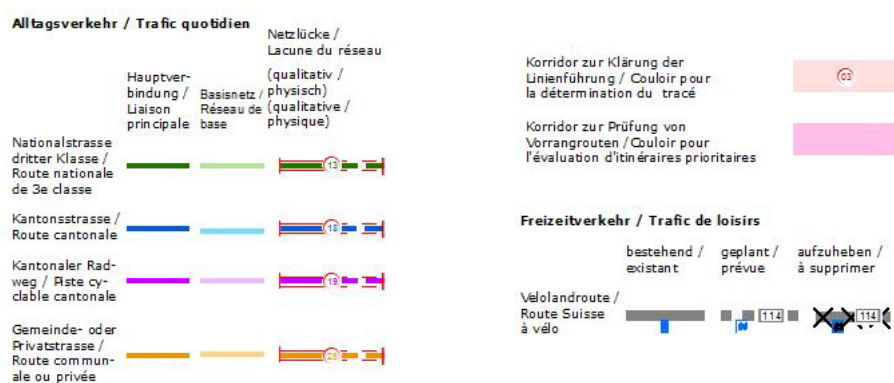 Alltagsverkehr / Trafic quotidien
Netzlücke /
Lacune du réseau
(qualitativ /
physisch)
(qualitative /
physique)
Hauptver-
bindung /
Liaison
principale
Basisnetz /
Réseau de
base
Nationalstrasse
dritter Klasse /
Route nationale
de 3e classe
13
Kantonsstrasse /
Route cantonale
18
Kantonaler Rad-
weg / Piste cy-
clable cantonale
19
Gemeinde- oder
Privatstrasse /
Route commun-
ale ou privée
25
Korridor zur Klärung der
Linienführung / Couloir pour
la détermination du tracé
03
Korridor zur Prüfung von
Vorrangrouten / Couloir pour
l'évaluation d'itinéraires prioritaires
Freizeitverkehr / Trafic de loisirs
bestehend /
existant
geplant /
prévue
aufzuheben /
à supprimer
Velolandroute /
Route Suisse
à vélo
114
114